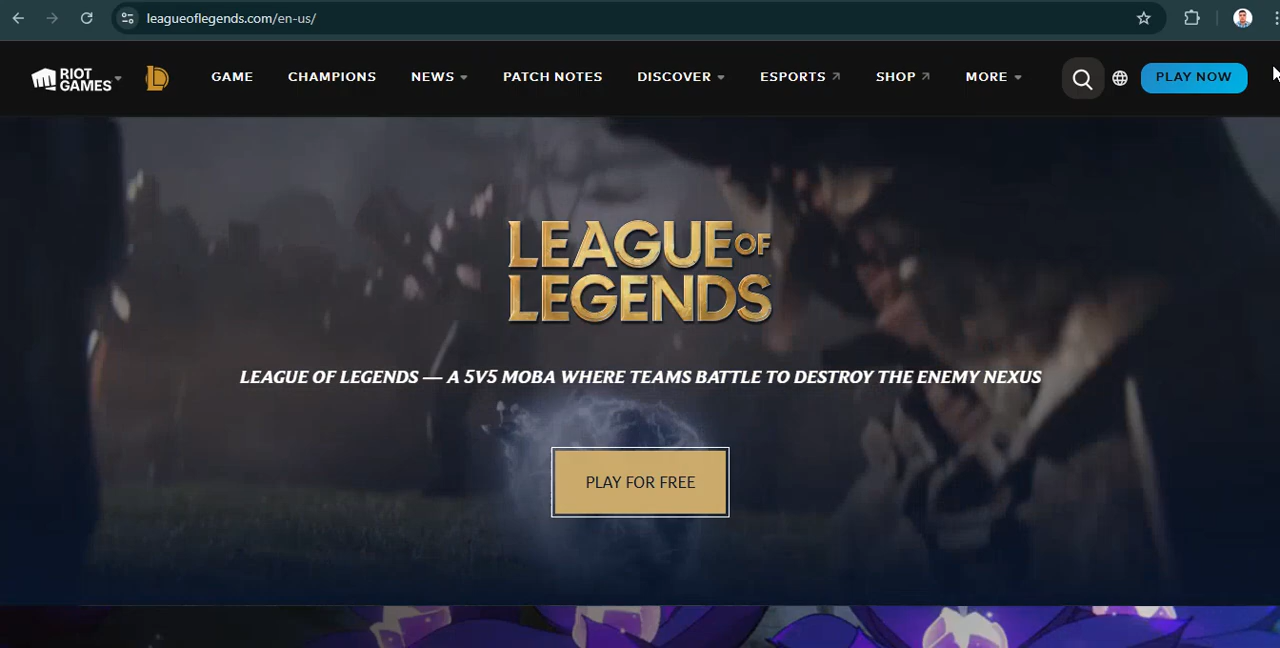 leagueoflegends.com/en-us/
RIOT
GAMES
GAME CHAMPIONS NEWS PATCH NOTES DISCOVER ESPORTS SHOP MORE PLAY NOW
LEAGUE OF
LEGENDS
LEAGUE OF LEGENDS — A 5V5 MOBA WHERE TEAMS BATTLE TO DESTROY THE ENEMY NEXUS
PLAY FOR FREE